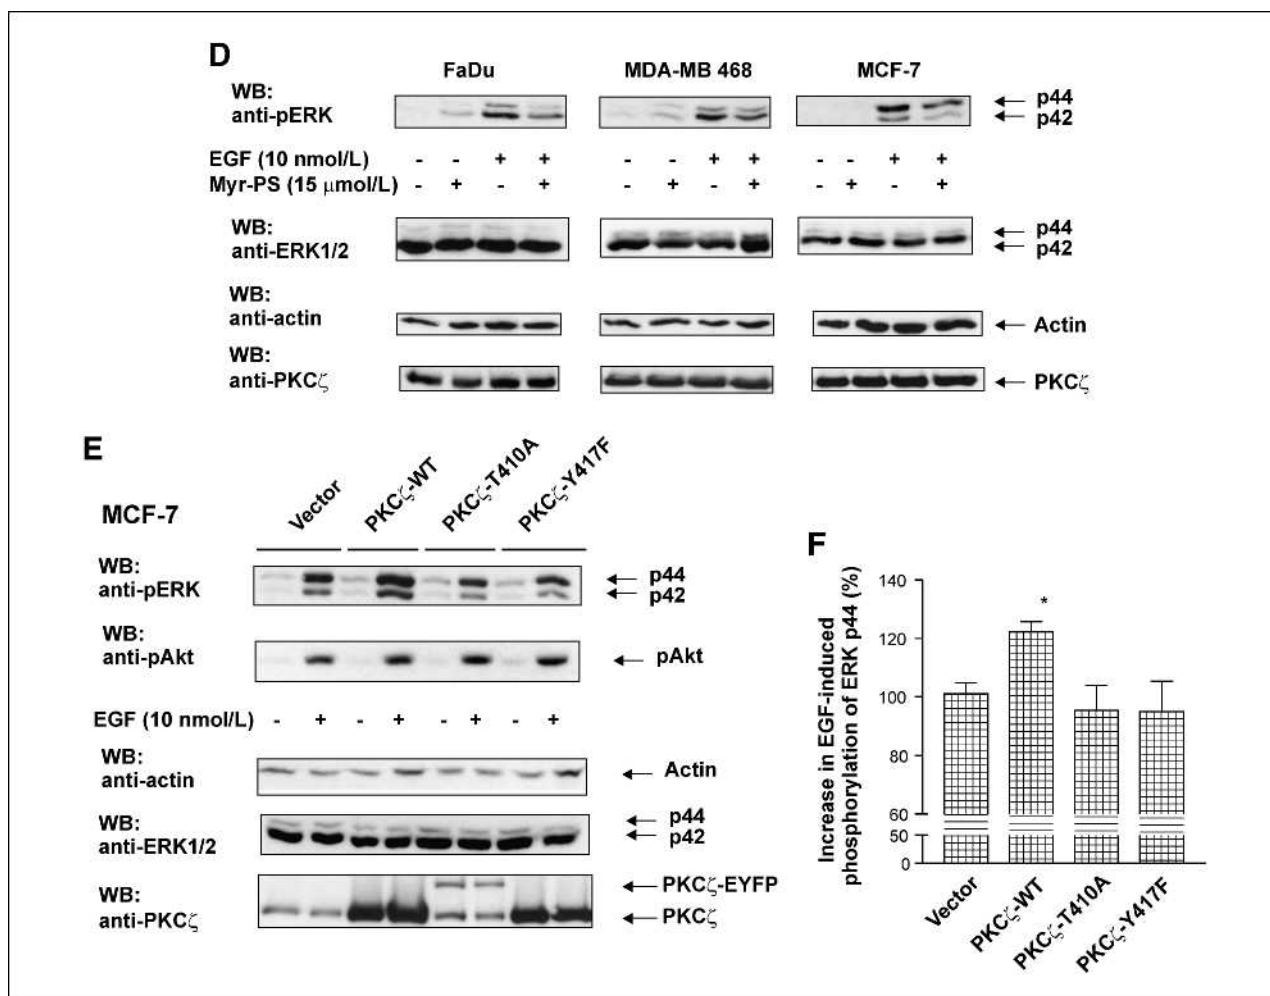 D
FaDu
MDA-MB 468
MCF-7
WB:
anti-pERK
p44
p42
EGF (10 nmol/L) - - + + - - + + - - + +
Myr-PS (15 μmol/L) - + - + - + - + - + - +
WB:
anti-ERK1/2
p44
p42
WB:
anti-actin
Actin
WB:
anti-PKCζ
PKCζ
E
MCF-7
Vector
PKCζ-WT
PKCζ-T410A
PKCζ-Y417F
WB:
anti-pERK
p44
p42
WB:
anti-pAkt
pAkt
EGF (10 nmol/L) - + - + - + - +
WB:
anti-actin
Actin
WB:
anti-ERK1/2
p44
p42
WB:
anti-PKCζ
PKCζ-EYFP
PKCζ
F
Increase in EGF-induced
phosphorylation of ERK p44 (%)
140
120
100
80
60
50
0
*
Vector
PKCζ-WT
PKCζ-T410A
PKCζ-Y417F